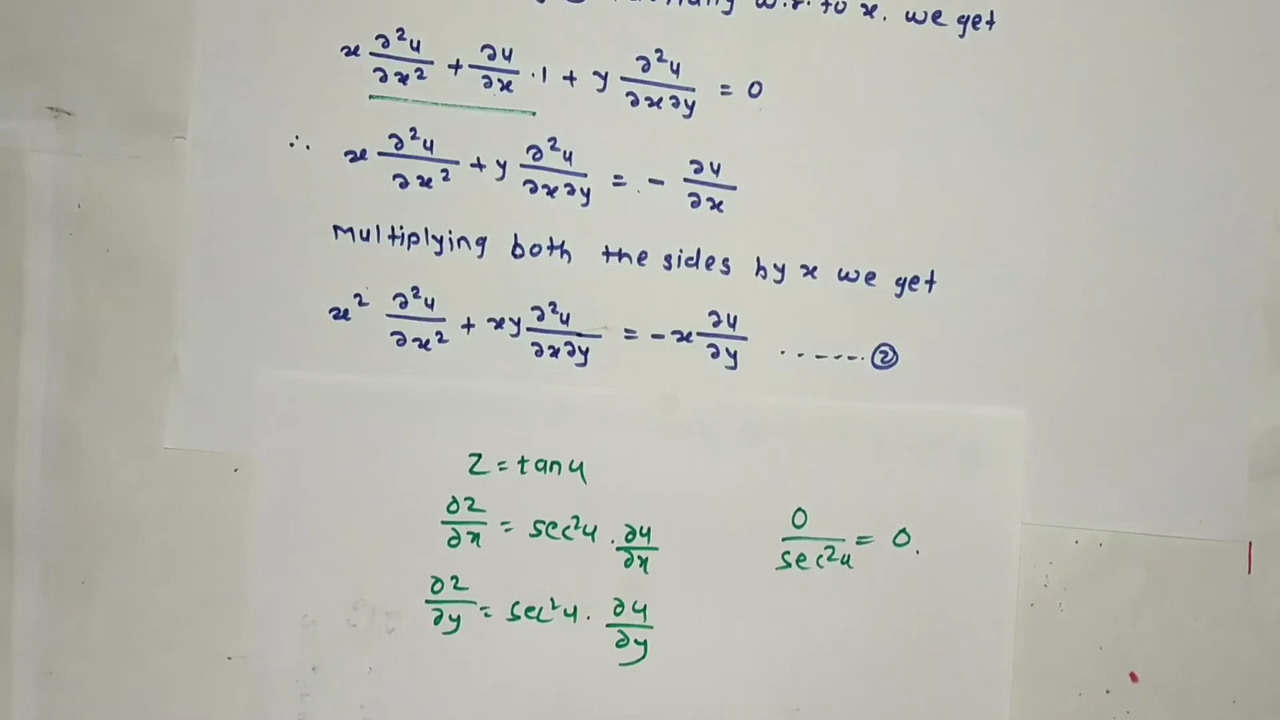 w.r.to x. we get
x ∂²u/∂x² + ∂u/∂x · 1 + y ∂²u/∂x∂y = 0
∴ x ∂²u/∂x² + y ∂²u/∂x∂y = - ∂u/∂x
Multiplying both the sides by x we get
x² ∂²u/∂x² + xy ∂²u/∂x∂y = -x ∂u/∂y ........②
z = tan u
∂z/∂x = sec²u · ∂u/∂x
0/sec²u = 0.
∂z/∂y = sec²u · ∂u/∂y